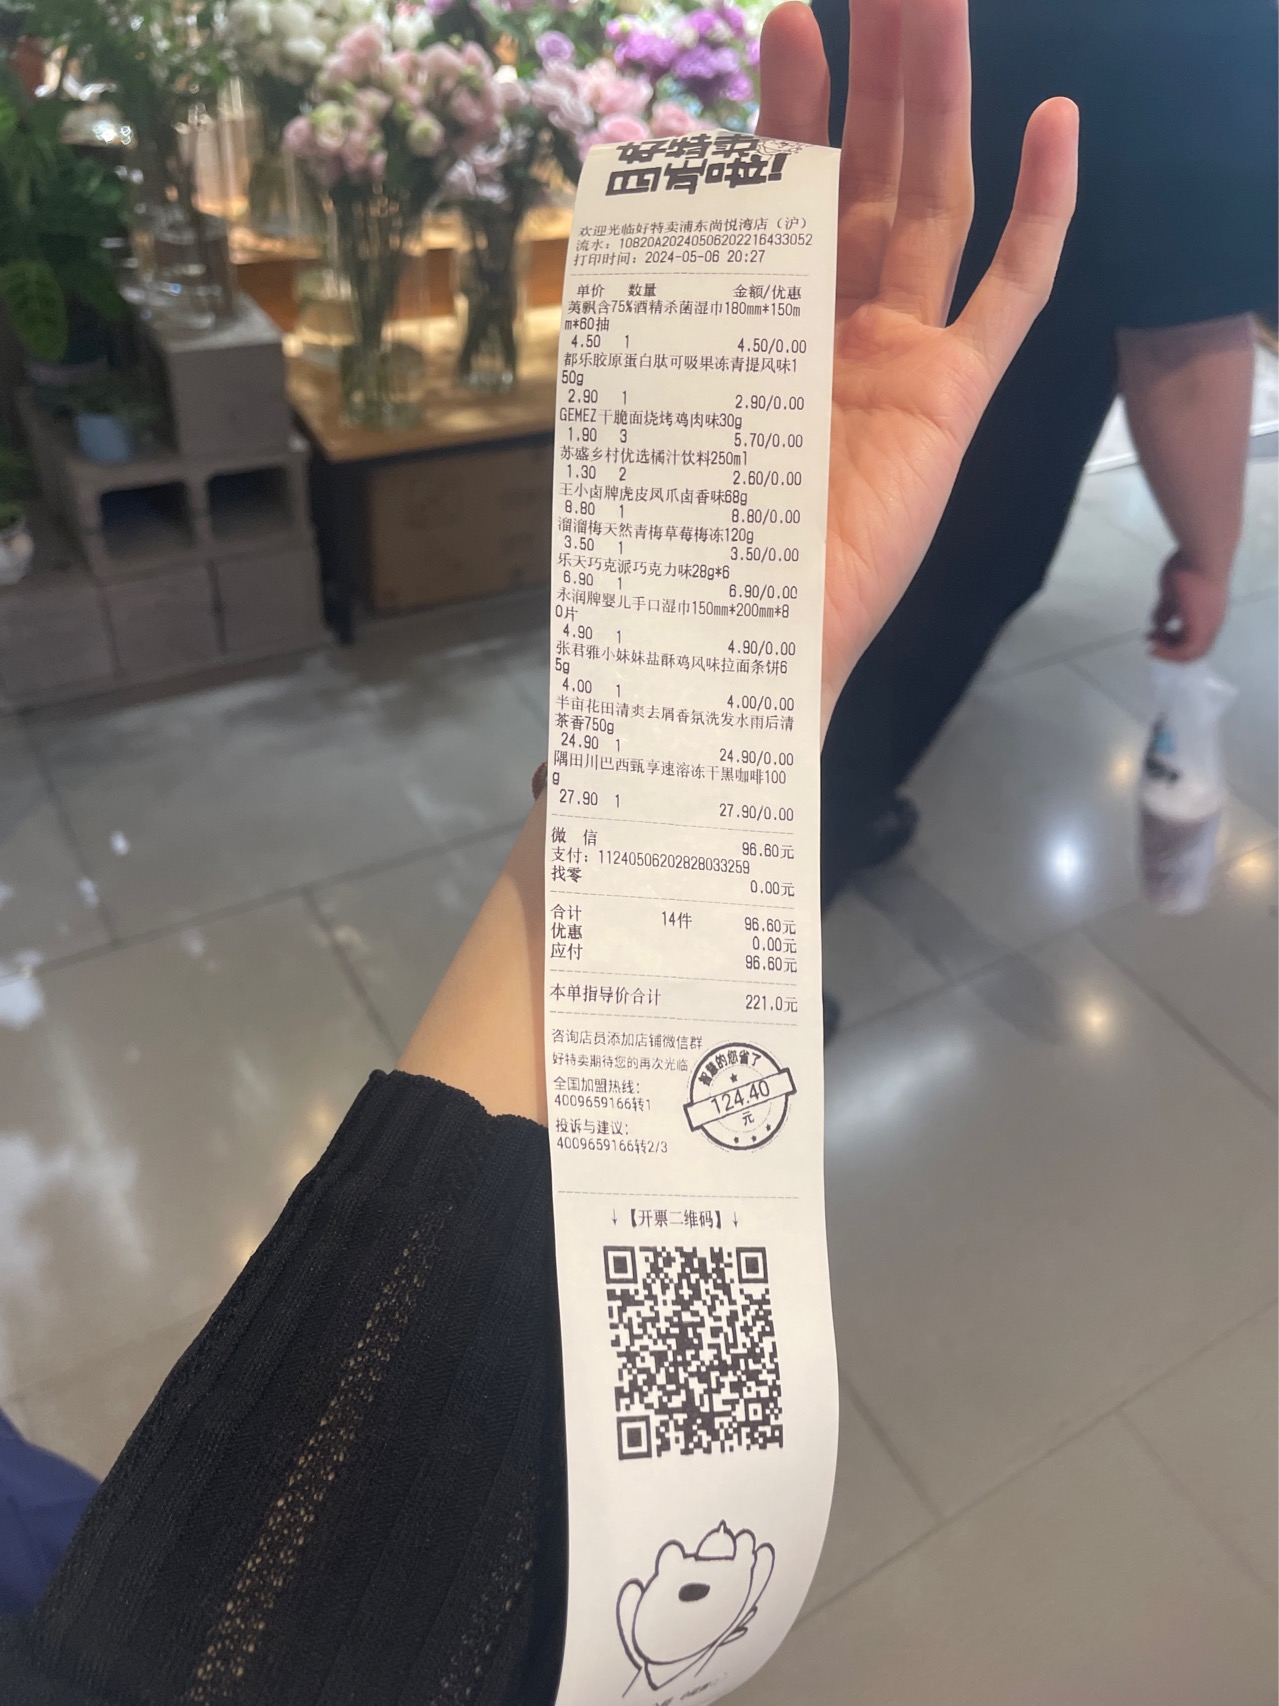 好特卖
欢迎光临好特卖浦东尚悦湾店（沪）
流水：10820A20240506202216433052
打印时间：2024-05-06 20:27
单价 数量 金额/优惠
英飘含75%酒精杀菌湿巾180mm*150m
m*60抽
4.50 1 4.50/0.00
都乐胶原蛋白肽可吸果冻青提风味1
50g
2.90 1 2.90/0.00
GEMEZ干脆面烧烤鸡肉味30g
1.90 3 5.70/0.00
苏盛乡村优选橘汁饮料250ml
1.30 2 2.60/0.00
王小卤牌虎皮凤爪卤香味68g
8.80 1 8.80/0.00
溜溜梅天然青梅草莓梅冻120g
3.50 1 3.50/0.00
乐天巧克派巧克力味28g*6
6.90 1 6.90/0.00
永润牌婴儿手口湿巾150mm*200mm*8
0片
4.90 1 4.90/0.00
张君雅小妹妹盐酥鸡风味拉面条饼6
5g
4.00 1 4.00/0.00
半亩花田清爽去屑香氛洗发水雨后清
茶香750g
24.90 1 24.90/0.00
隅田川巴西甄享速溶冻干黑咖啡100
g
27.90 1 27.90/0.00
微 信 96.60元
支付：11240506202828033259
找零 0.00元
合计 14件 96.60元
优惠 0.00元
应付 96.60元
本单指导价合计 221.0元
咨询店员添加店铺微信群
好特卖期待您的再次光临
全国加盟热线：
4009659166转1
投诉与建议：
4009659166转2/3
智慧的您省了
124.40
元
↓【开票二维码】↓